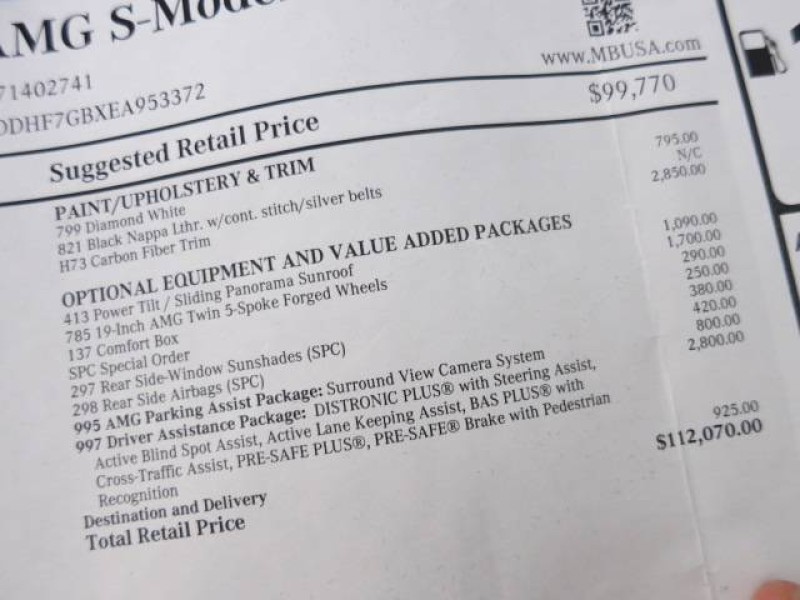 AMG S-Model
71402741
www.MBUSA.com
DDHF7GBXEA953372
Suggested Retail Price $99,770
PAINT/UPHOLSTERY & TRIM
799 Diamond White 795.00
821 Black Nappa Lthr. w/cont. stitch/silver belts N/C
H73 Carbon Fiber Trim 2,850.00
OPTIONAL EQUIPMENT AND VALUE ADDED PACKAGES
413 Power Tilt / Sliding Panorama Sunroof 1,090.00
785 19-Inch AMG Twin 5-Spoke Forged Wheels 1,700.00
137 Comfort Box 290.00
SPC Special Order 250.00
297 Rear Side-Window Sunshades (SPC) 380.00
298 Rear Side Airbags (SPC) 420.00
995 AMG Parking Assist Package: Surround View Camera System 800.00
997 Driver Assistance Package: DISTRONIC PLUS® with Steering Assist, 2,800.00
Active Blind Spot Assist, Active Lane Keeping Assist, BAS PLUS® with
Cross-Traffic Assist, PRE-SAFE PLUS®, PRE-SAFE® Brake with Pedestrian
Recognition
Destination and Delivery 925.00
Total Retail Price $112,070.00